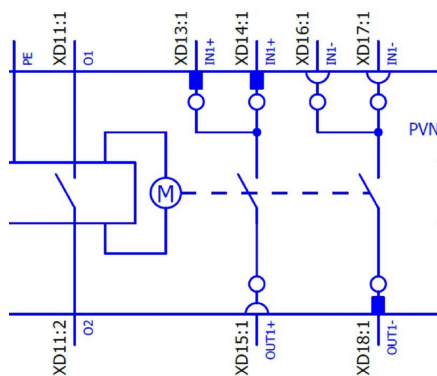 PE
XD11:1
O1
XD13:1
IN1+
XD14:1
IN1+
XD16:1
IN1-
XD17:1
IN1-
PVN
M
XD11:2
O2
XD15:1
OUT1+
XD18:1
OUT1-